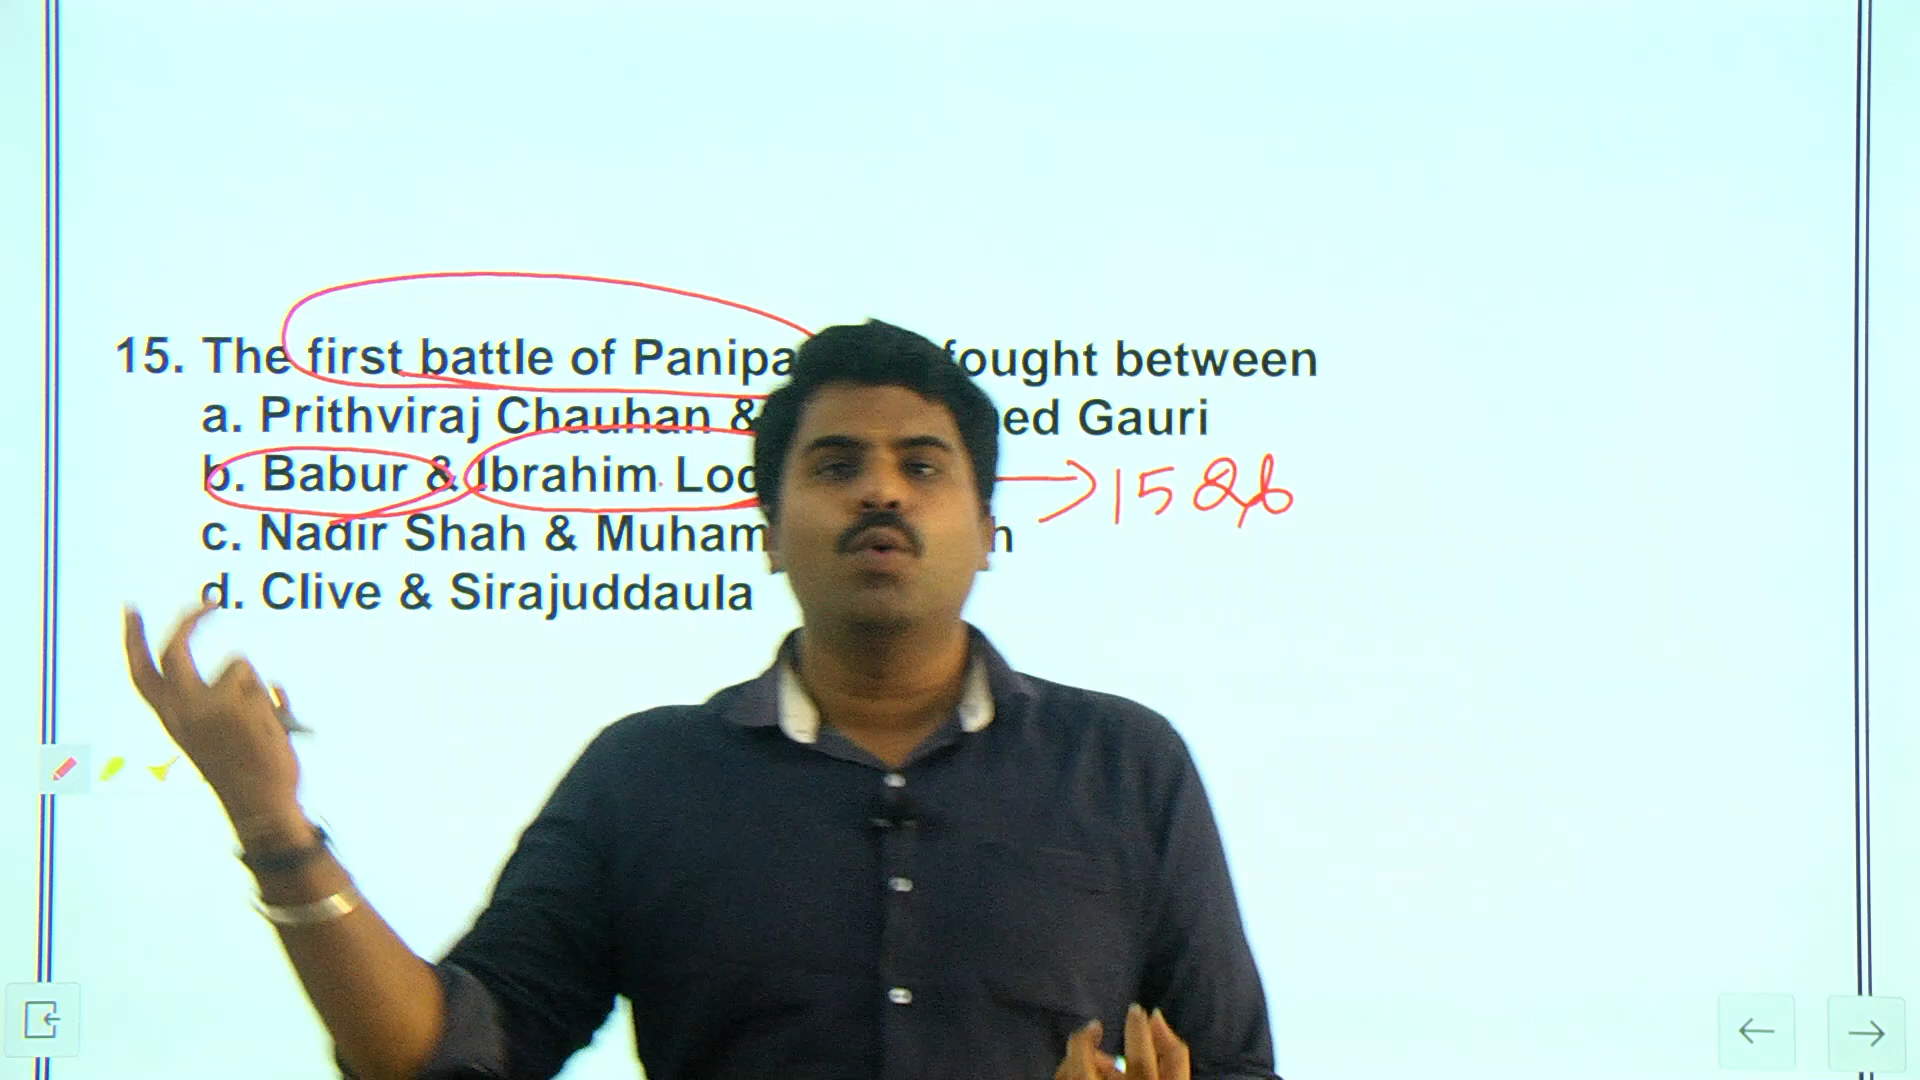 15. The first battle of Panipa fought between
a. Prithviraj Chauhan & ed Gauri
b. Babur & Ibrahim Lod → 1526
c. Nadir Shah & Muham h
d. Clive & Sirajuddaula